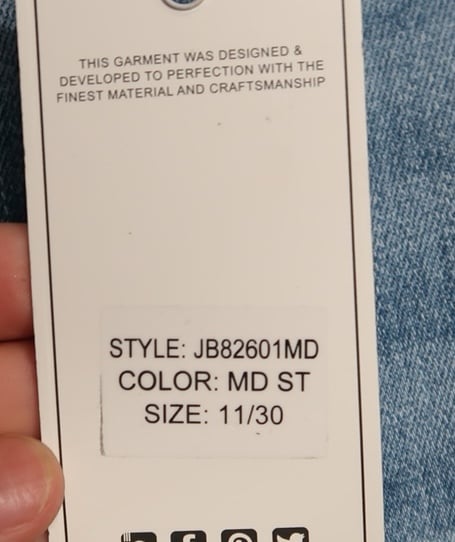 THIS GARMENT WAS DESIGNED &
DEVELOPED TO PERFECTION WITH THE
FINEST MATERIAL AND CRAFTSMANSHIP
STYLE: JB82601MD
COLOR: MD ST
SIZE: 11/30